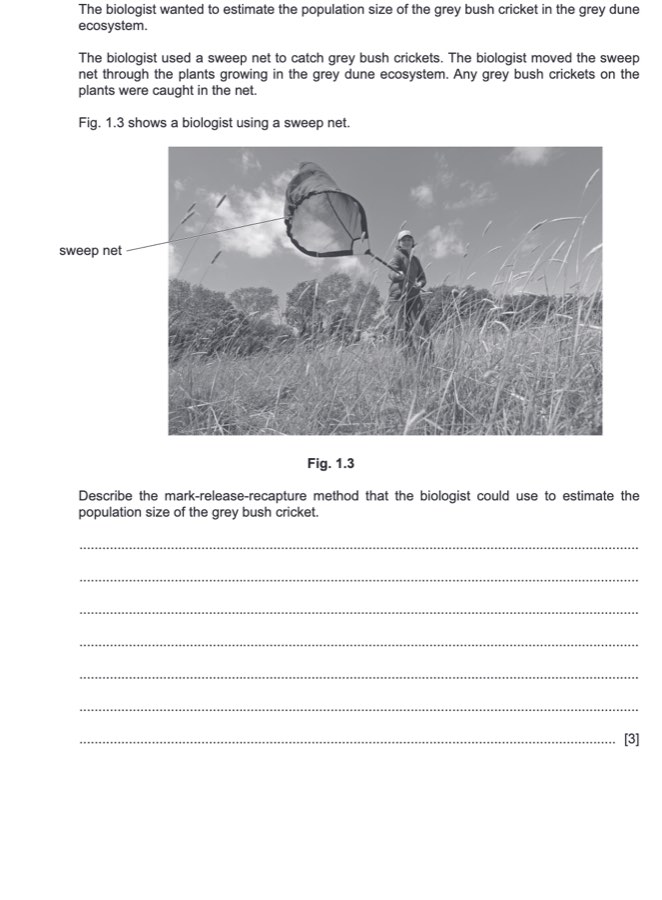 The biologist wanted to estimate the population size of the grey bush cricket in the grey dune
ecosystem.
The biologist used a sweep net to catch grey bush crickets. The biologist moved the sweep
net through the plants growing in the grey dune ecosystem. Any grey bush crickets on the
plants were caught in the net.
Fig. 1.3 shows a biologist using a sweep net.
sweep net
Fig. 1.3
Describe the mark-release-recapture method that the biologist could use to estimate the
population size of the grey bush cricket.
[3]